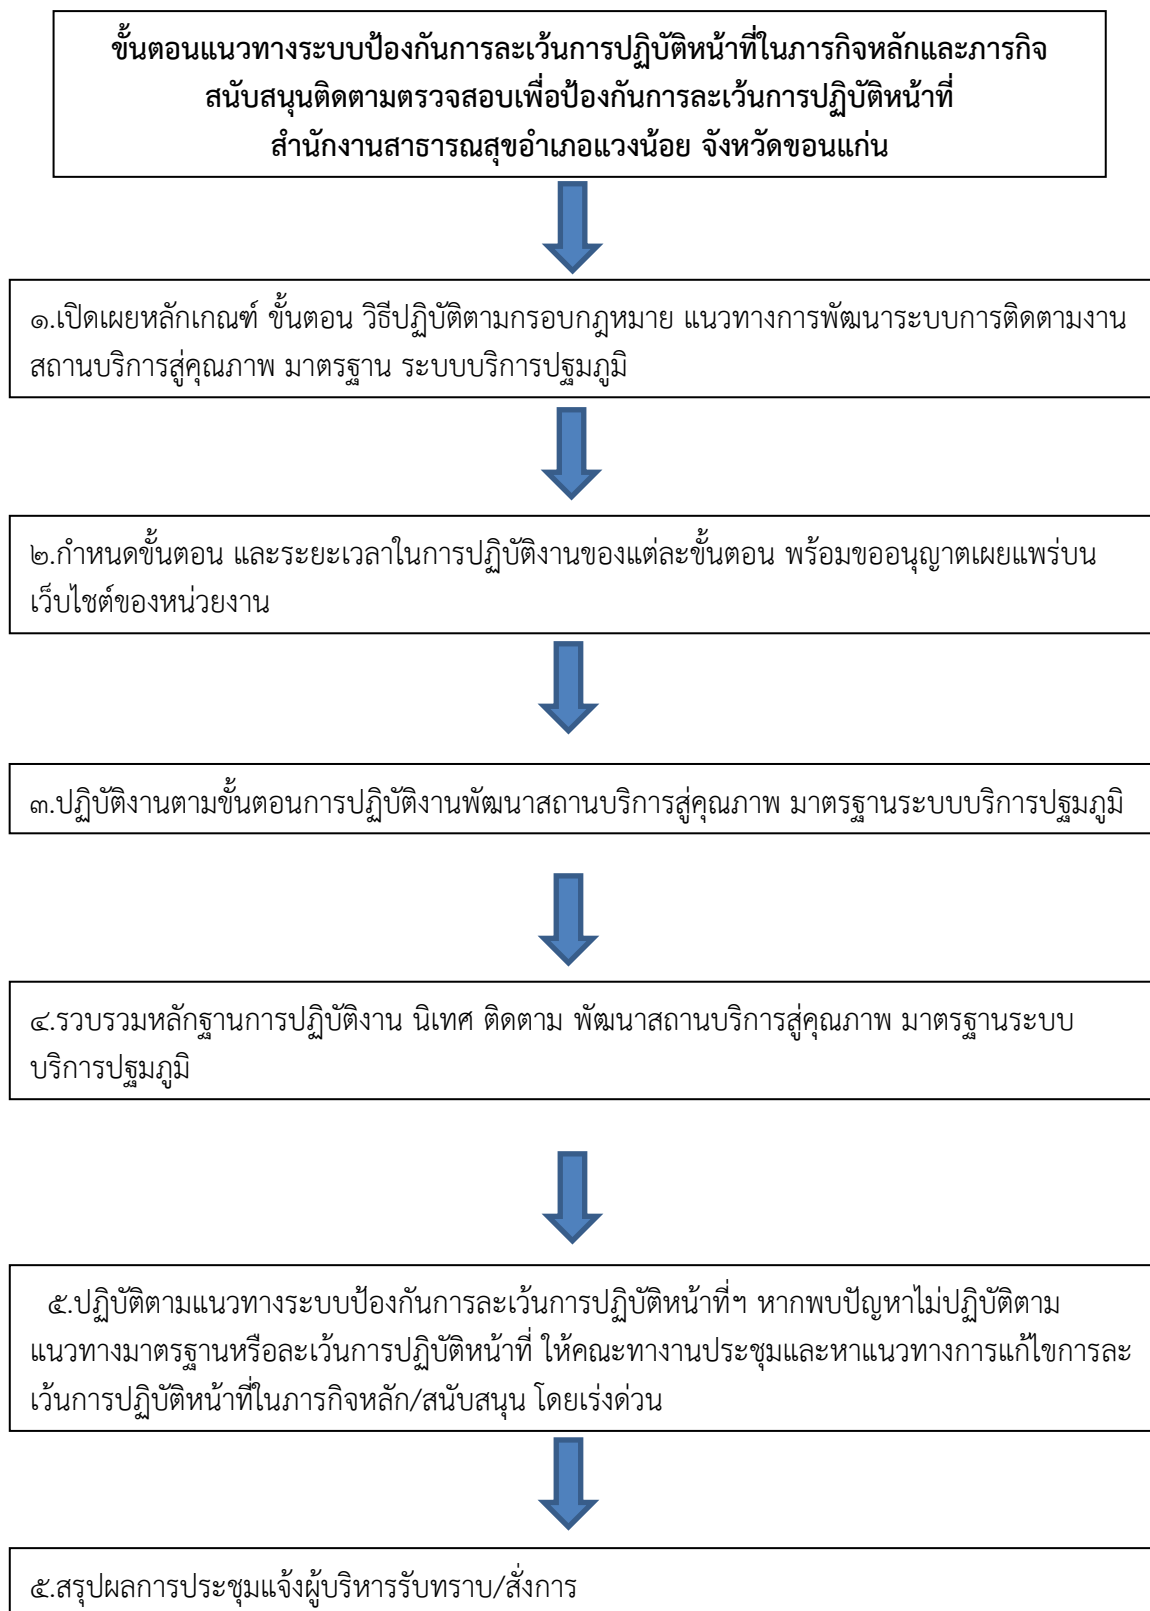 ขั้นตอนแนวทางระบบป้องกันการละเว้นการปฏิบัติหน้าที่ในภารกิจหลักและภารกิจ
สนับสนุนติดตามตรวจสอบเพื่อป้องกันการละเว้นการปฏิบัติหน้าที่
สำนักงานสาธารณสุขอำเภอแวงน้อย จังหวัดขอนแก่น
๑.เปิดเผยหลักเกณฑ์ ขั้นตอน วิธีปฏิบัติตามกรอบกฎหมาย แนวทางการพัฒนาระบบการติดตามงาน
สถานบริการสู่คุณภาพ มาตรฐาน ระบบบริการปฐมภูมิ
๒.กำหนดขั้นตอน และระยะเวลาในการปฏิบัติงานของแต่ละขั้นตอน พร้อมขออนุญาตเผยแพร่บน
เว็บไซต์ของหน่วยงาน
๓.ปฏิบัติงานตามขั้นตอนการปฏิบัติงานพัฒนาสถานบริการสู่คุณภาพ มาตรฐานระบบบริการปฐมภูมิ
๔.รวบรวมหลักฐานการปฏิบัติงาน นิเทศ ติดตาม พัฒนาสถานบริการสู่คุณภาพ มาตรฐานระบบ
บริการปฐมภูมิ
๕.ปฏิบัติตามแนวทางระบบป้องกันการละเว้นการปฏิบัติหน้าที่ฯ หากพบปัญหาไม่ปฏิบัติตาม
แนวทางมาตรฐานหรือละเว้นการปฏิบัติหน้าที่ ให้คณะทางานประชุมและหาแนวทางการแก้ไขการละ
เว้นการปฏิบัติหน้าที่ในภารกิจหลัก/สนับสนุน โดยเร่งด่วน
๕.สรุปผลการประชุมแจ้งผู้บริหารรับทราบ/สั่งการ